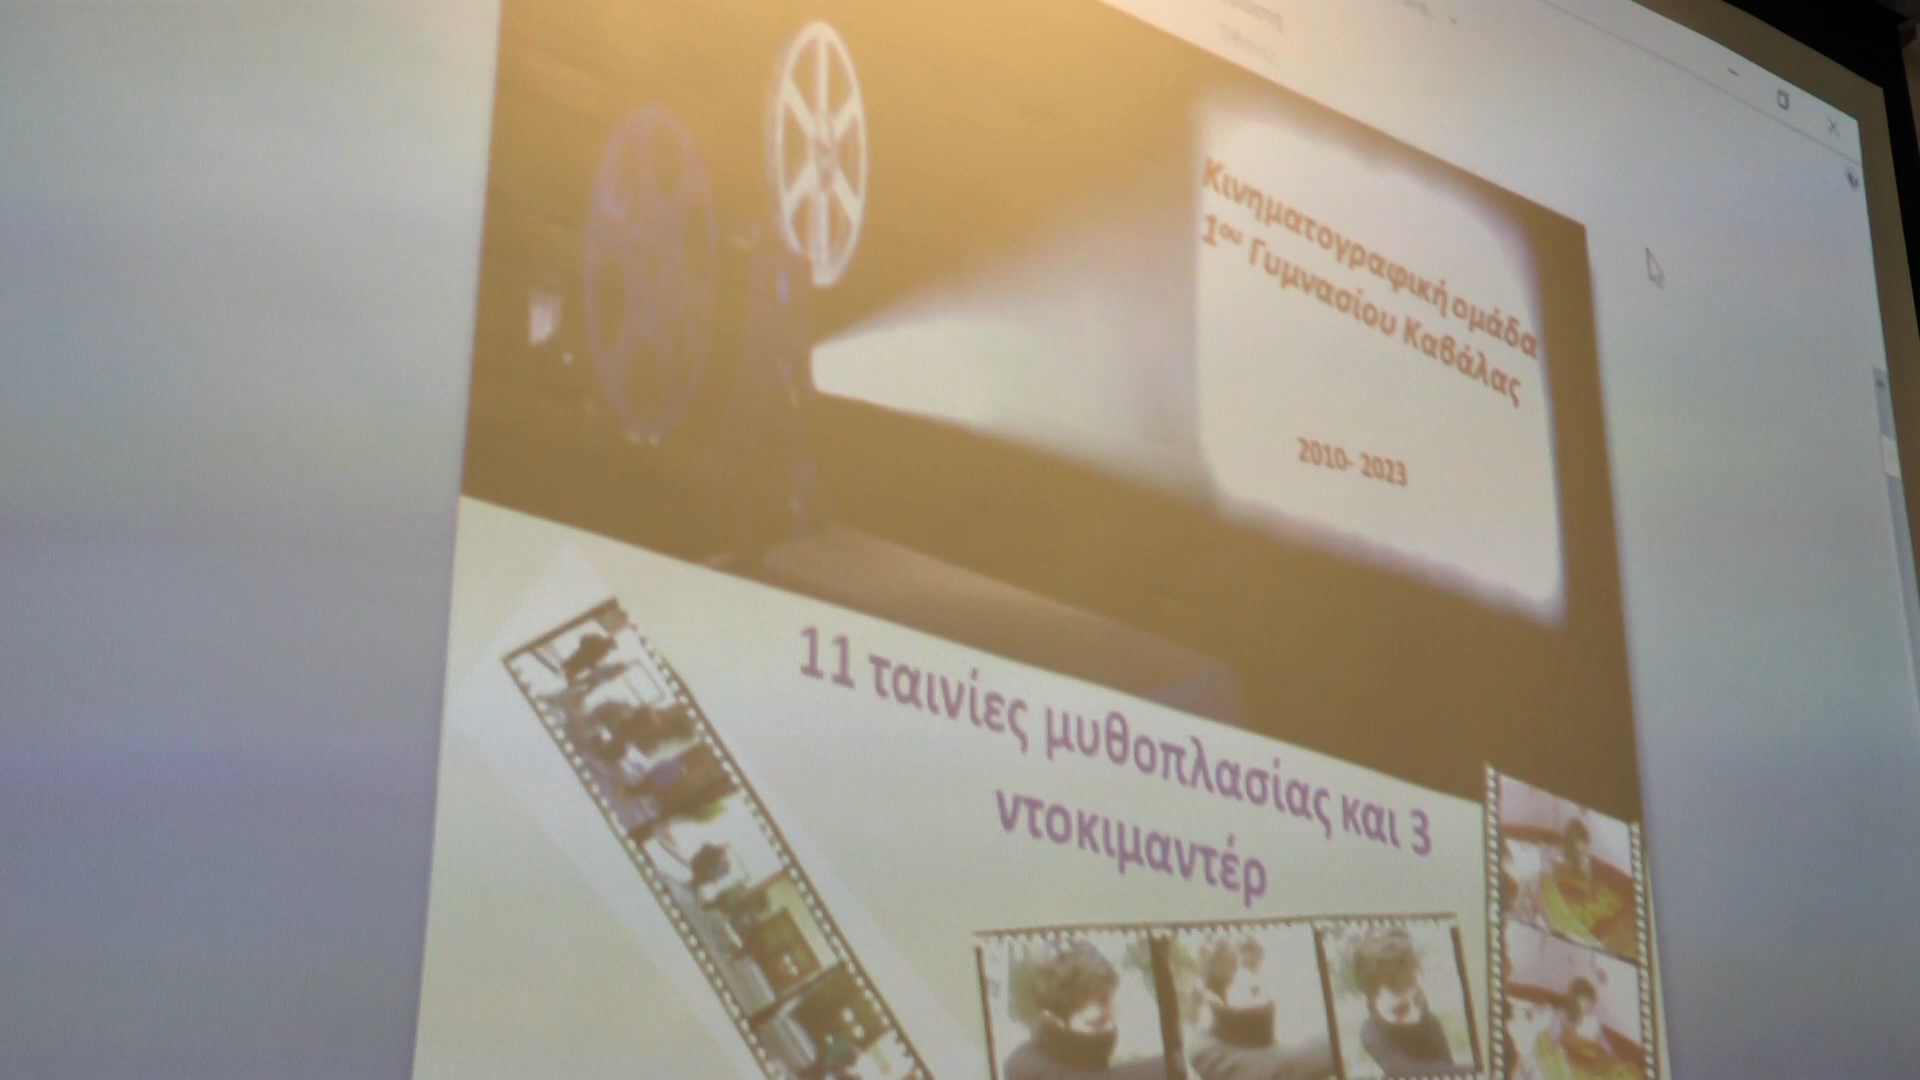 Κινηματογραφική ομάδα
1ου Γυμνασίου Καβάλας
2010- 2023
11 ταινίες μυθοπλασίας και 3
ντοκιμαντέρ